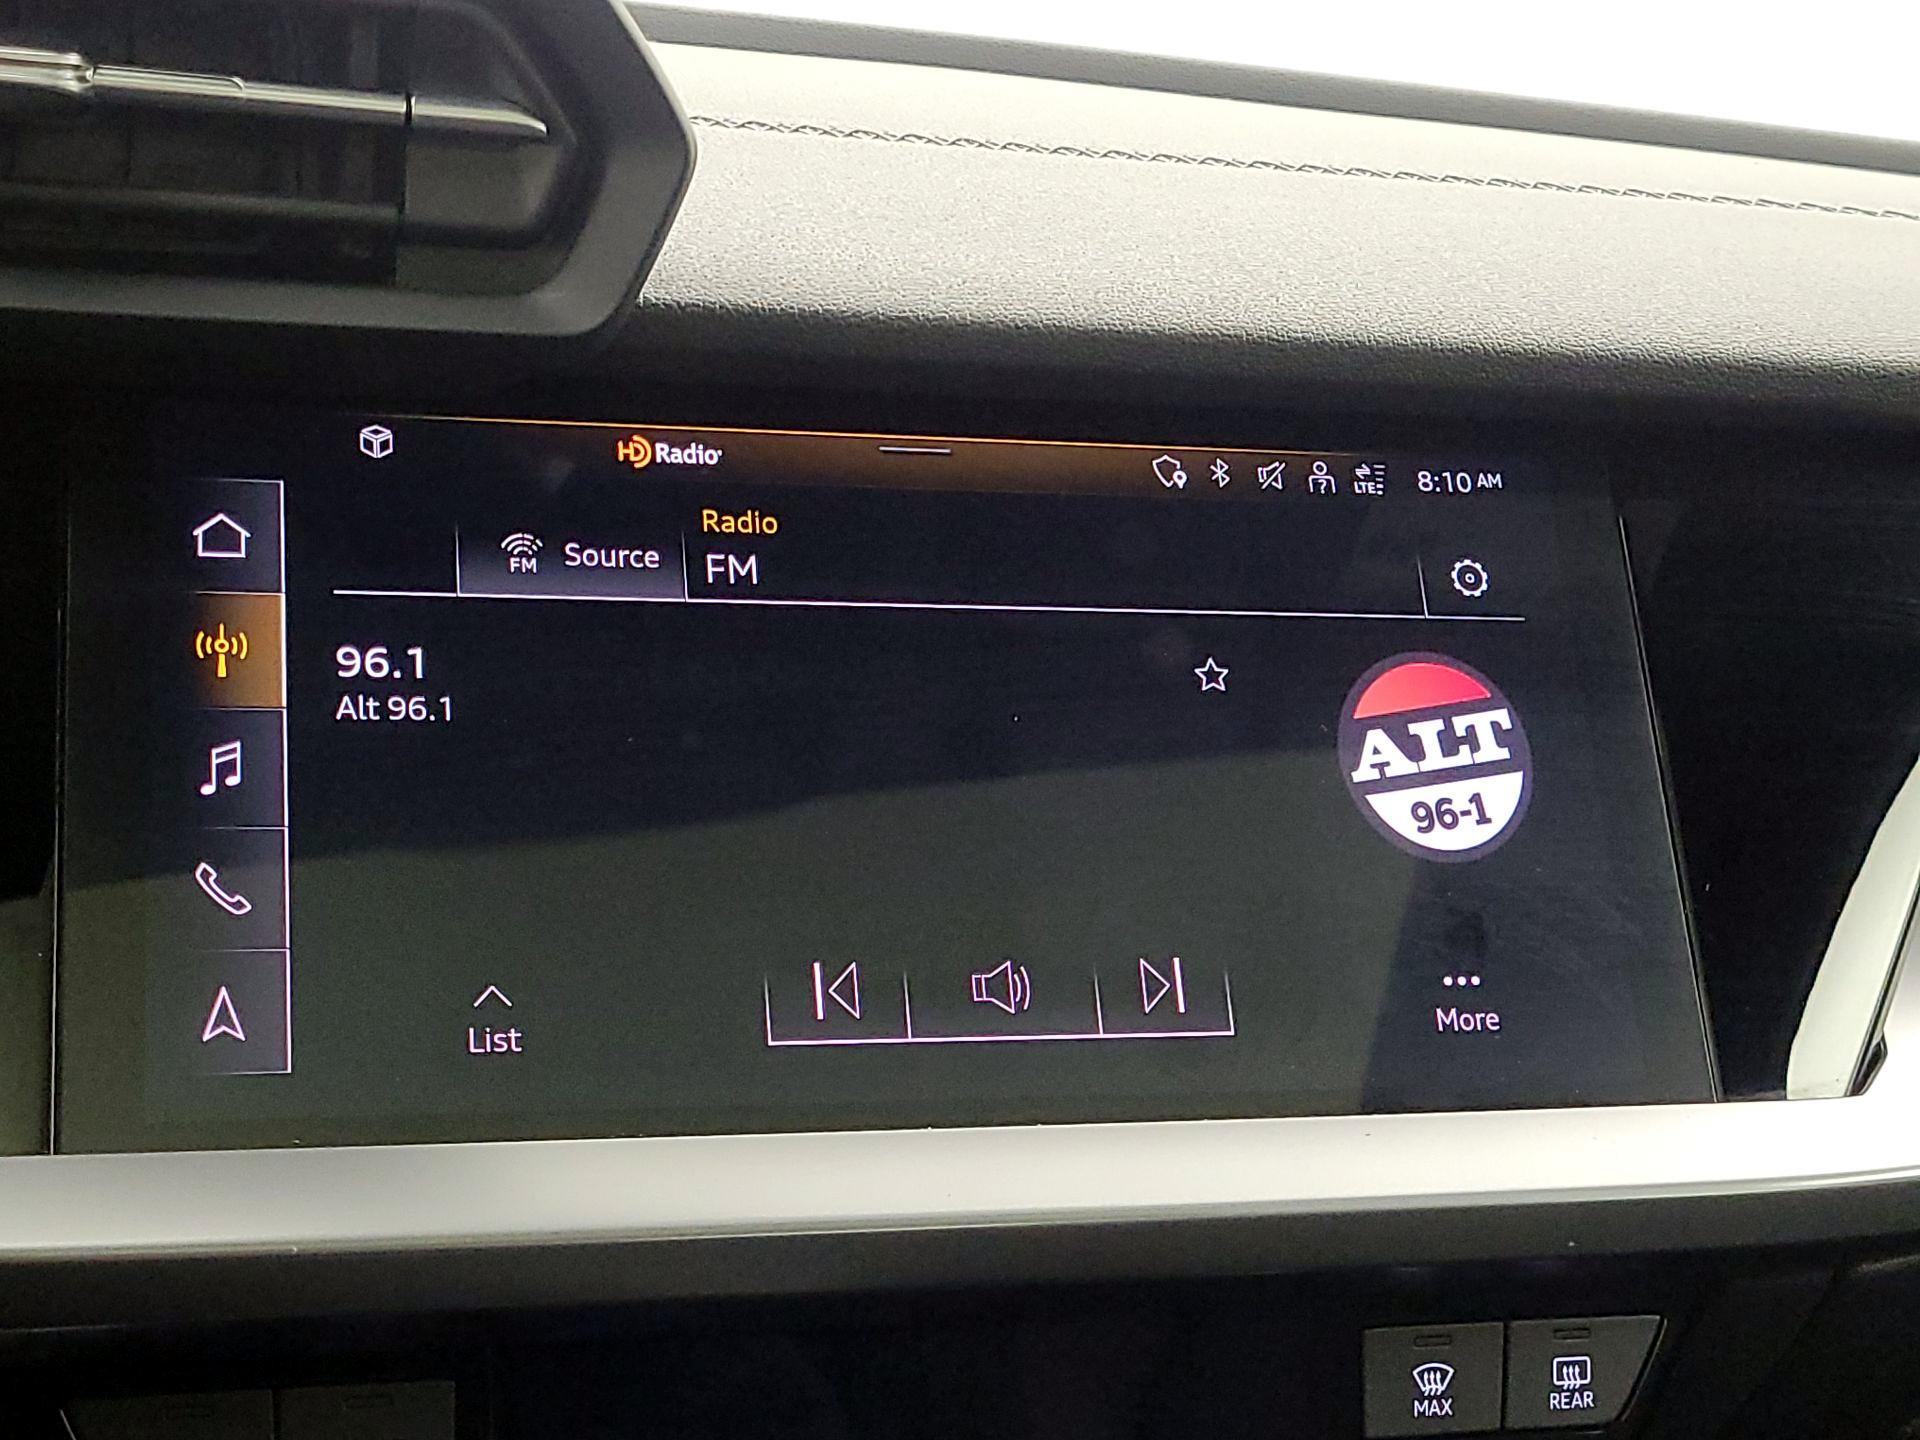 HD Radio
LTE
8:10 AM
FM
Source
Radio
FM
96.1
Alt 96.1
ALT
96-1
List
More
MAX
REAR